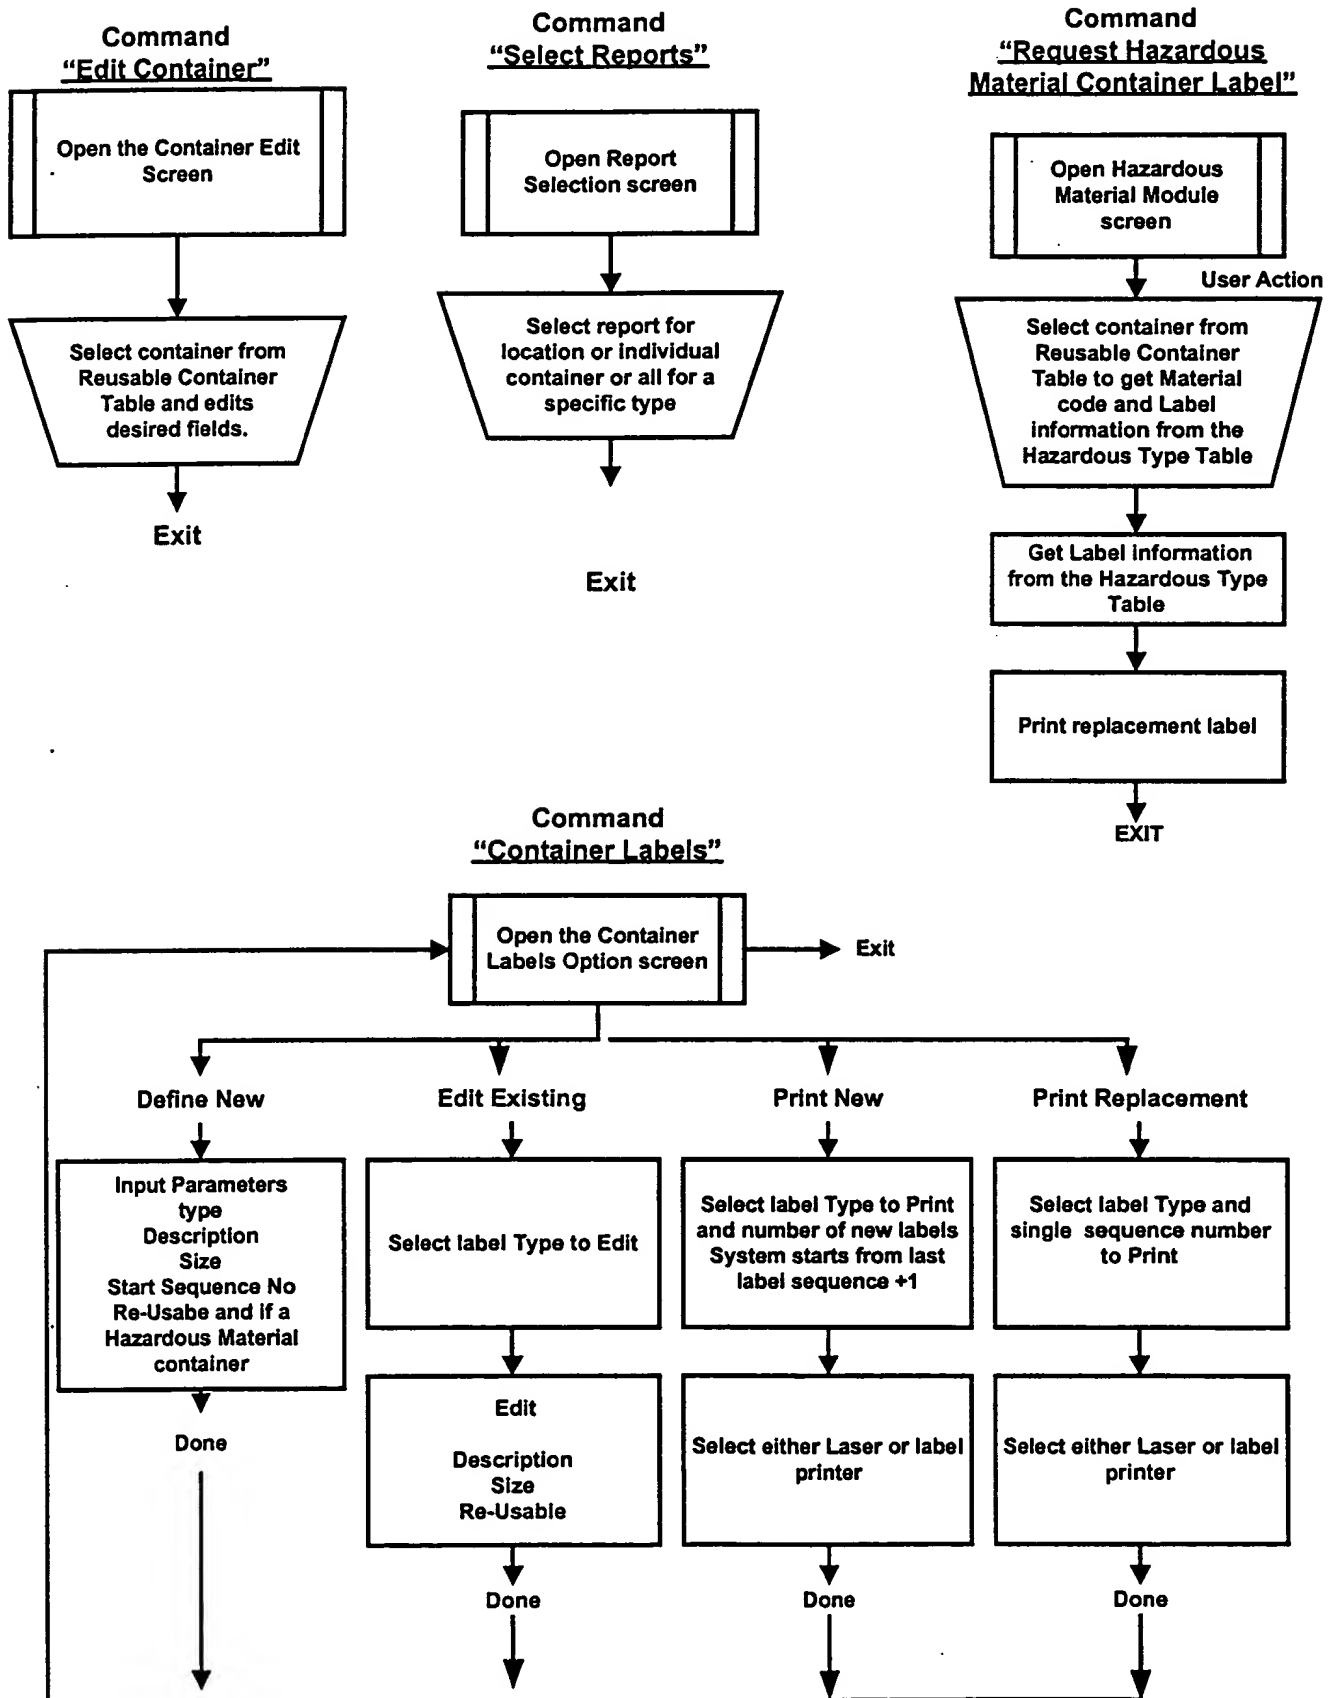 Command
“Edit Container”
Open the Container Edit
Screen
Select container from
Reusable Container
Table and edits
desired fields.
Exit
Command
“Select Reports”
Open Report
Selection screen
Select report for
location or individual
container or all for a
specific type
Exit
Command
“Request Hazardous
Material Container Label”
Open Hazardous
Material Module
screen
User Action
Select container from
Reusable Container
Table to get Material
code and Label
information from the
Hazardous Type Table
Get Label information
from the Hazardous Type
Table
Print replacement label
EXIT
Command
“Container Labels”
Open the Container
Labels Option screen
Exit
Define New
Input Parameters
type
Description
Size
Start Sequence No
Re-Usabe and if a
Hazardous Material
container
Done
Edit Existing
Select label Type to Edit
Edit
Description
Size
Re-Usable
Done
Print New
Select label Type to Print
and number of new labels
System starts from last
label sequence +1
Select either Laser or label
printer
Done
Print Replacement
Select label Type and
single sequence number
to Print
Select either Laser or label
printer
Done